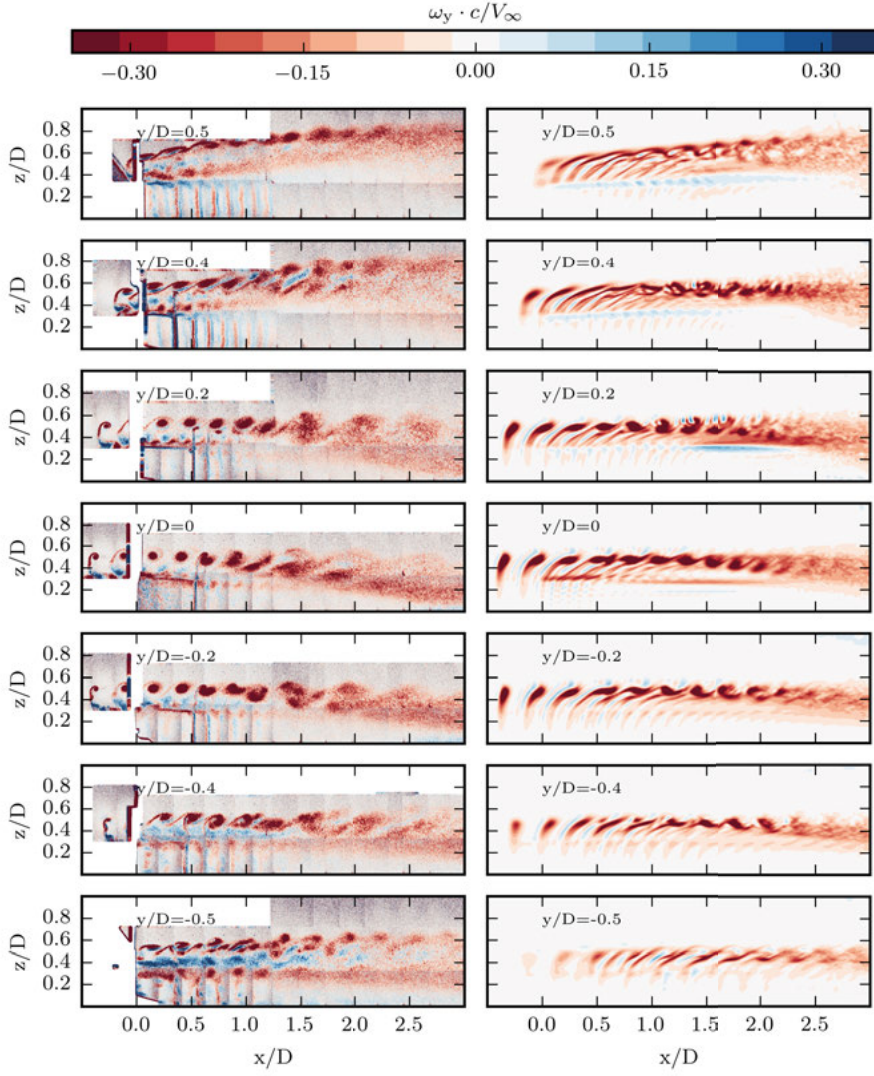 ω_y · c/V_∞
−0.30 −0.15 0.00 0.15 0.30
z/D 0.8 0.6 0.4 0.2 y/D=0.5 y/D=0.5
z/D 0.8 0.6 0.4 0.2 y/D=0.4 y/D=0.4
z/D 0.8 0.6 0.4 0.2 y/D=0.2 y/D=0.2
z/D 0.8 0.6 0.4 0.2 y/D=0 y/D=0
z/D 0.8 0.6 0.4 0.2 y/D=-0.2 y/D=-0.2
z/D 0.8 0.6 0.4 0.2 y/D=-0.4 y/D=-0.4
z/D 0.8 0.6 0.4 0.2 y/D=-0.5 y/D=-0.5
0.0 0.5 1.0 1.5 2.0 2.5 0.0 0.5 1.0 1.5 2.0 2.5
x/D x/D